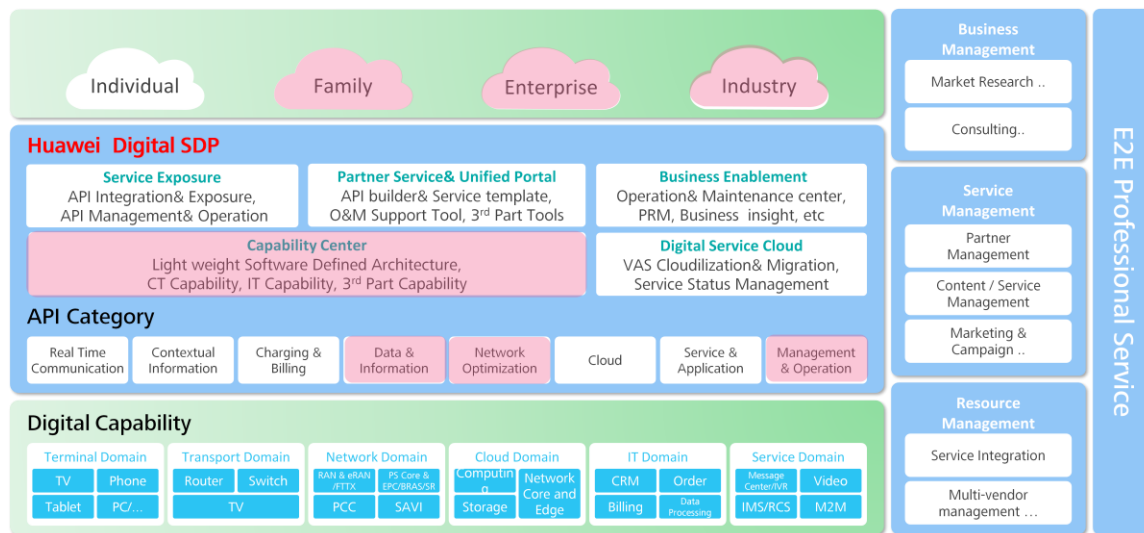 Individual
Family
Enterprise
Industry
Huawei Digital SDP
Service Exposure
API Integration& Exposure,
API Management& Operation
Partner Service& Unified Portal
API builder& Service template,
O&M Support Tool, 3rd Part Tools
Business Enablement
Operation& Maintenance center,
PRM, Business insight, etc
Capability Center
Light weight Software Defined Architecture,
CT Capability, IT Capability, 3rd Part Capability
Digital Service Cloud
VAS Cloudilization& Migration,
Service Status Management
API Category
Real Time
Communication
Contextual
Information
Charging &
Billing
Data &
Information
Network
Optimization
Cloud
Service &
Application
Management
& Operation
Digital Capability
Terminal Domain
TV
Phone
Tablet
PC/...
Transport Domain
Router
Switch
TV
Network Domain
RAN & eRAN
/FTTX
PS Core &
EPC/BRAS/SR
PCC
SAVI
Cloud Domain
Computin
g
Storage
Network
Core and
Edge
IT Domain
CRM
Order
Billing
Data
Processing
Service Domain
Message
Center/IVR
Video
IMS/RCS
M2M
Business
Management
Market Research ..
Consulting..
Service
Management
Partner
Management
Content / Service
Management
Marketing &
Campaign ..
Resource
Management
Service Integration
Multi-vendor
management ...
E2E Professional Service